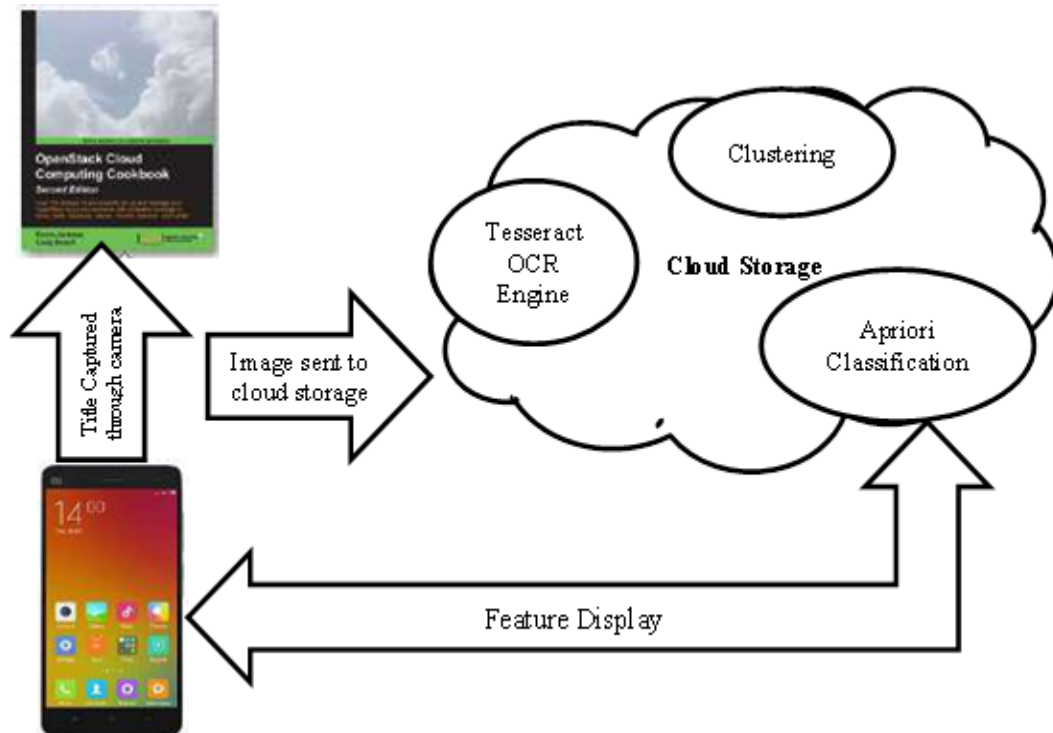 OpenStack Cloud
Computing Cookbook
Second Edition
Clustering
Tesseract
OCR
Engine
Cloud Storage
Apriori
Classification
Title Captured
through camera
Image sent to
cloud storage
14 00
Feature Display